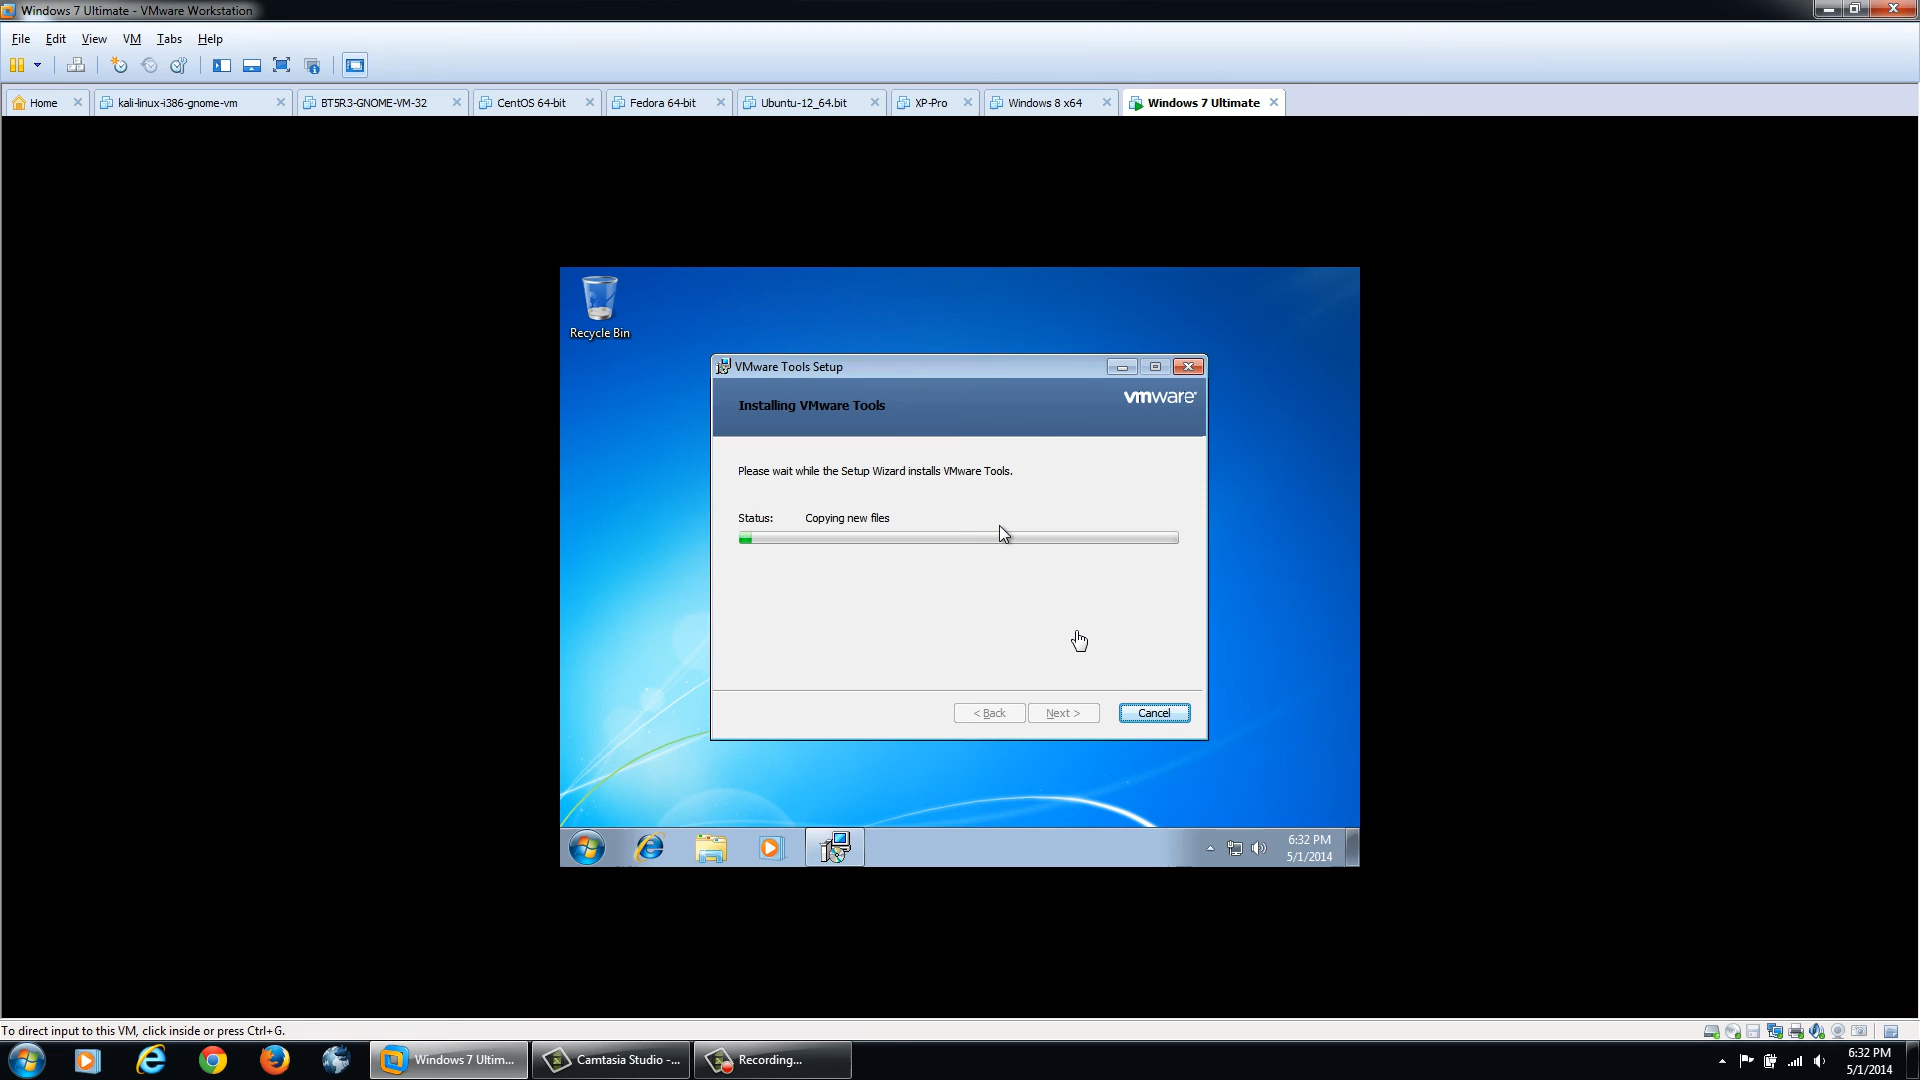 Windows 7 Ultimate - VMware Workstation
File Edit View VM Tabs Help
Home kali-linux-i386-gnome-vm BT5R3-GNOME-VM-32 CentOS 64-bit Fedora 64-bit Ubuntu-12_64.bit XP-Pro Windows 8 x64 Windows 7 Ultimate
Recycle Bin
VMware Tools Setup
Installing VMware Tools
vmware
Please wait while the Setup Wizard installs VMware Tools.
Status: Copying new files
< Back Next > Cancel
6:32 PM
5/1/2014
To direct input to this VM, click inside or press Ctrl+G.
Windows 7 Ultim... Camtasia Studio -... Recording...
6:32 PM
5/1/2014